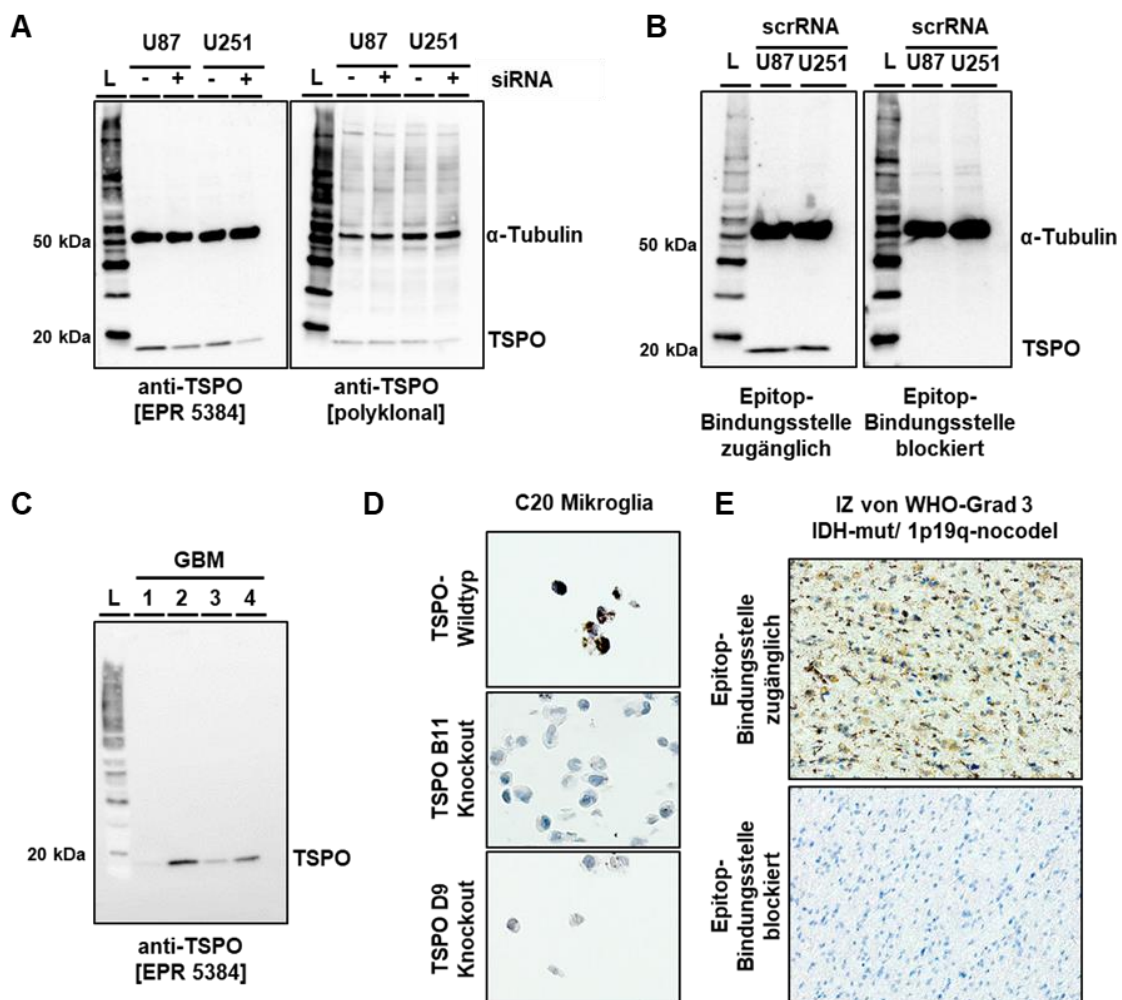 A
U87 U251
L - + - +
U87 U251
L - + - +
siRNA
50 kDa
20 kDa
α-Tubulin
TSPO
anti-TSPO
[EPR 5384]
anti-TSPO
[polyklonal]
B
scrRNA
L U87 U251
scrRNA
L U87 U251
50 kDa
20 kDa
α-Tubulin
TSPO
Epitop-
Bindungsstelle
zugänglich
Epitop-
Bindungsstelle
blockiert
C
GBM
L 1 2 3 4
20 kDa
TSPO
anti-TSPO
[EPR 5384]
D
C20 Mikroglia
TSPO-
Wildtyp
TSPO B11
Knockout
TSPO D9
Knockout
E
IZ von WHO-Grad 3
IDH-mut/ 1p19q-nocodel
Epitop-
Bindungsstelle
zugänglich
Epitop-
Bindungsstelle
blockiert